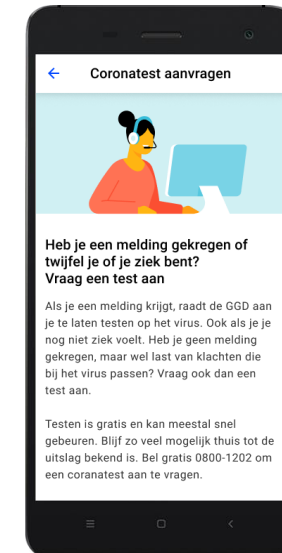 Coronatest aanvragen
Heb je een melding gekregen of
twijfel je of je ziek bent?
Vraag een test aan
Als je een melding krijgt, raadt de GGD aan
je te laten testen op het virus. Ook als je je
nog niet ziek voelt. Heb je geen melding
gekregen, maar wel last van klachten die
bij het virus passen? Vraag ook dan een
test aan.
Testen is gratis en kan meestal snel
gebeuren. Blijf zo veel mogelijk thuis tot de
uitslag bekend is. Bel gratis 0800-1202 om
een coranatest aan te vragen.